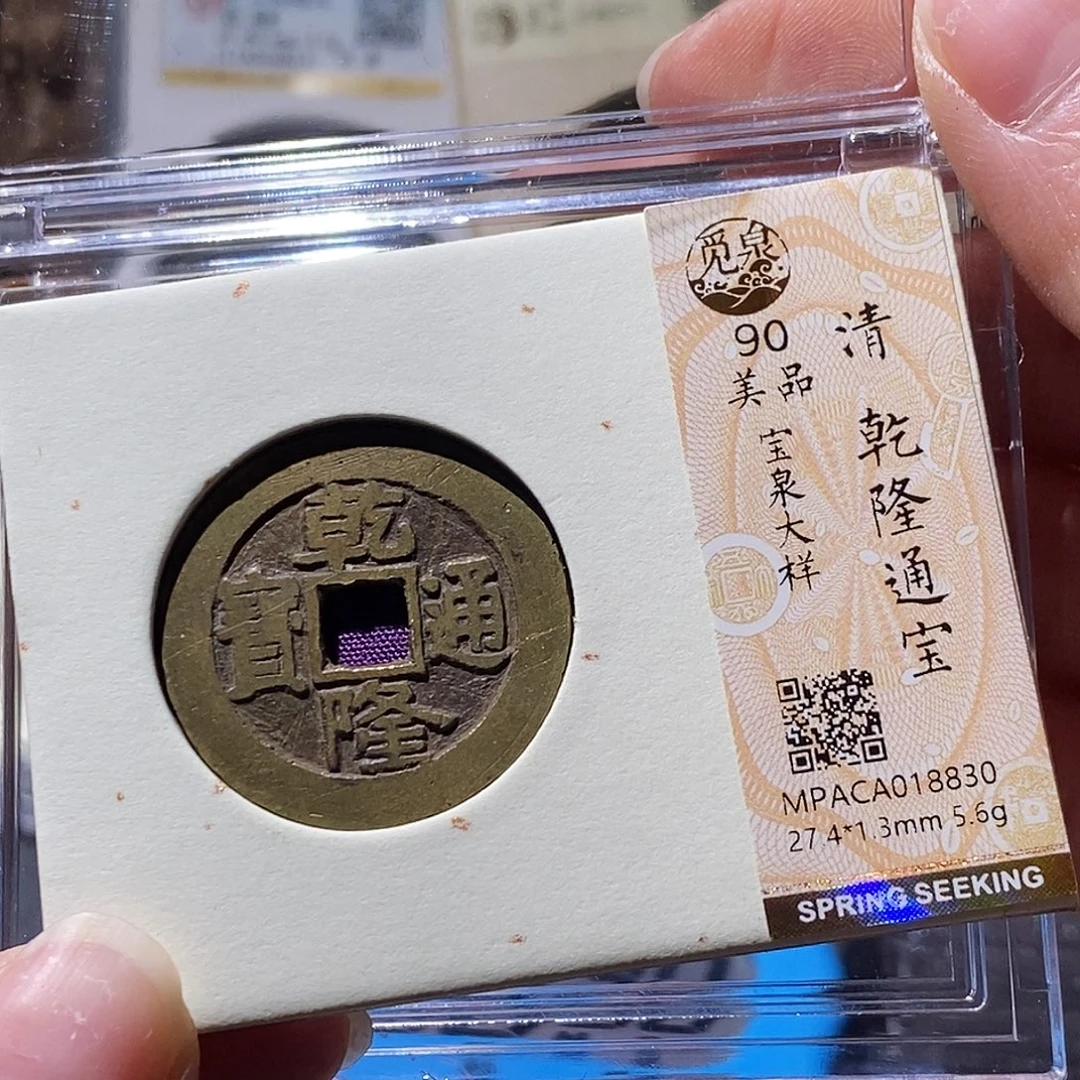 乾隆通寶
觅泉
90
美品
宝泉大样
清 乾隆通宝
MPACA018830
27.4*1.3mm 5.6g
SPRING SEEKING